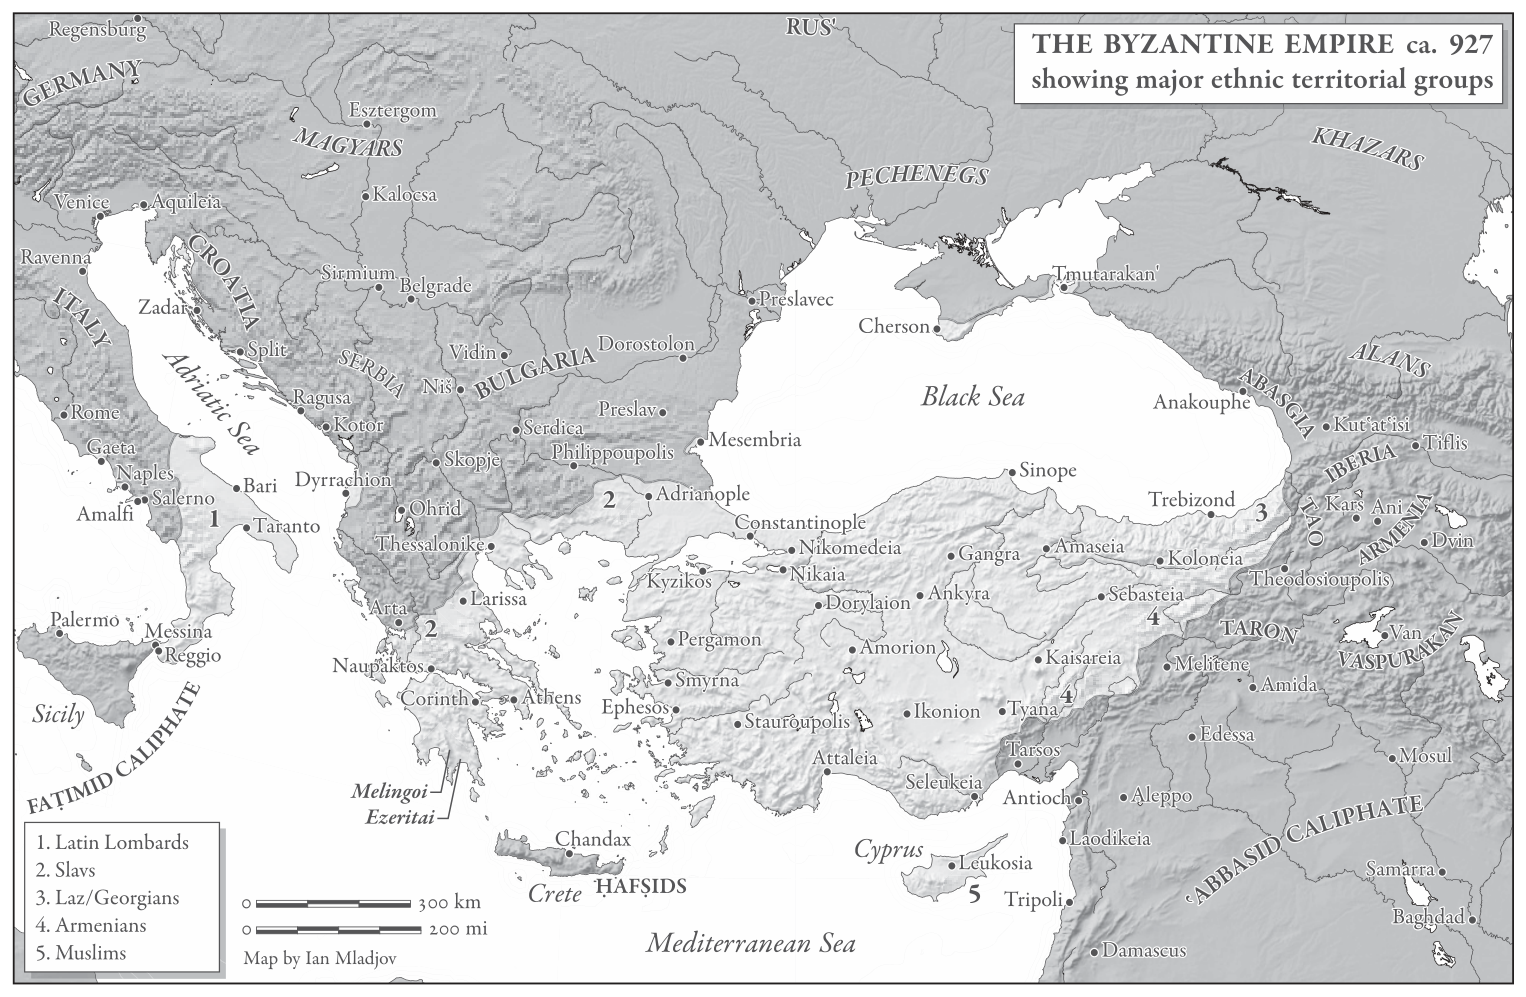 THE BYZANTINE EMPIRE ca. 927
showing major ethnic territorial groups
Regensburg
RUS'
GERMANY
Esztergom
MAGYARS
KHAZARS
PECHENEGS
Kalocsa
Venice
Aquileia
Ravenna
CROATIA
Sirmium
Belgrade
Tmutarakan'
ITALY
Zadar
Preslavec
Cherson
Split
SERBIA
Vidin
BULGARIA
Dorostolon
ALANS
Adriatic Sea
Niš
Black Sea
ABASGIA
Anakouphe
Rome
Ragusa
Kotor
Preslav
Serdica
Mesembria
Kutʿatʿisi
Tiflis
Gaeta
Naples
Skopje
Philippoupolis
IBERIA
Sinope
Salerno
Amalfi
Bari
Dyrrachion
2
Adrianople
Trebizond
3
TAO
Kars
Ani
ARMENIA
1
Taranto
Ohrid
Constantinople
Dvin
Thessalonike
Nikomedeia
Gangra
Amaseia
Koloneia
Kyzikos
Nikaia
Theodosioupolis
Arta
Larissa
Dorylaion
Ankyra
Sebasteia
4
Palermo
Messina
Reggio
2
Pergamon
Amorion
TARON
Van
VASPURAKAN
Naupaktos
Kaisareia
Melitene
Smyrna
Amida
Corinth
Athens
Ephesos
4
Tyana
Sicily
Stauroupolis
Ikonion
Edessa
Tarsos
Mosul
FAṬIMID CALIPHATE
Attaleia
Seleukeia
Melingoi
Ezeritai
Antioch
Aleppo
ʿABBASID CALIPHATE
Chandax
Cyprus
Leukosia
Laodikeia
Crete
ḤAFṢIDS
5
Tripoli
Samarra
Baghdad
Mediterranean Sea
Damascus
1. Latin Lombards
2. Slavs
3. Laz/Georgians
4. Armenians
5. Muslims
0 300 km
0 200 mi
Map by Ian Mladjov